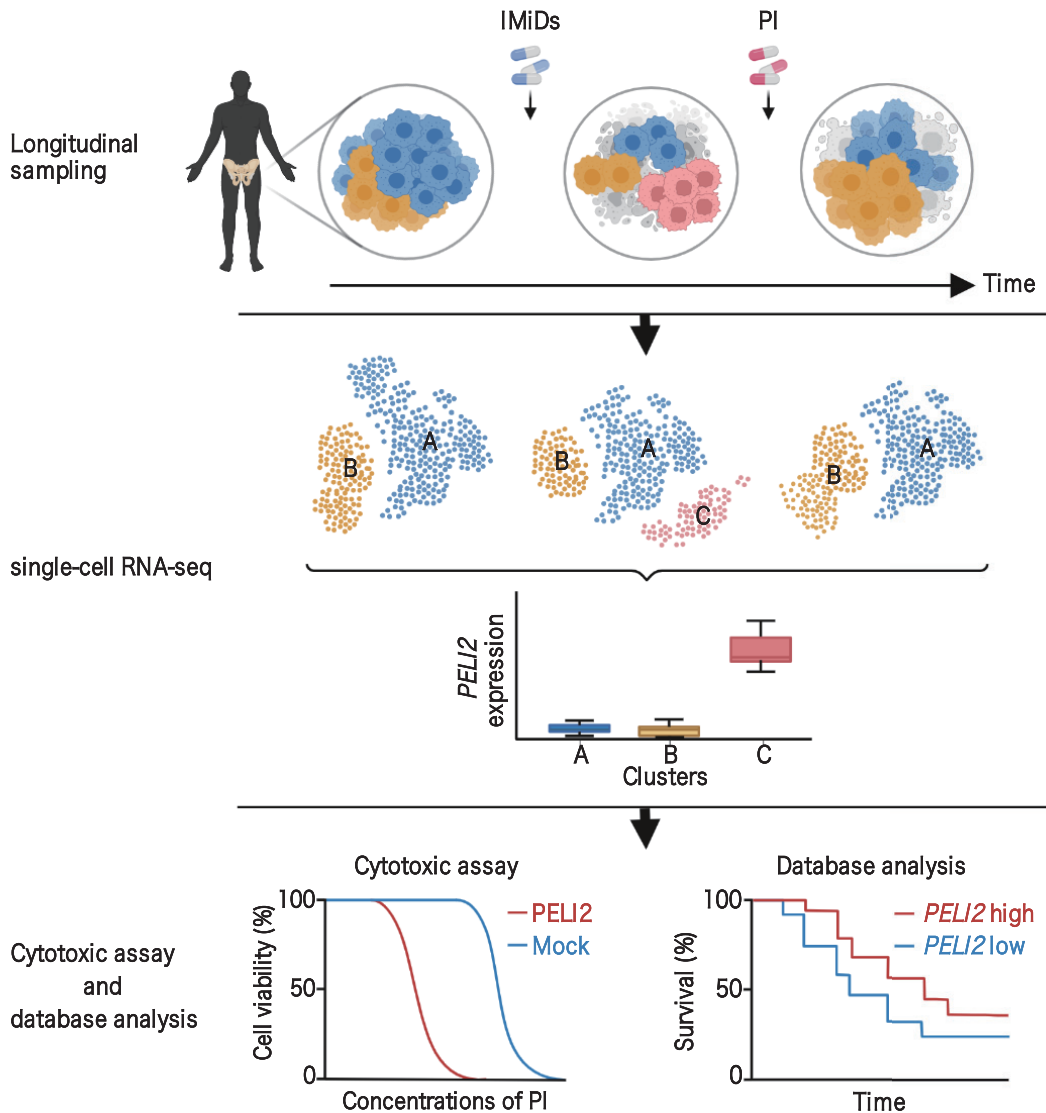 IMiDs
PI
Longitudinal
sampling
Time
A
B
A
B
C
A
B
single-cell RNA-seq
PELI2
expression
A
B
C
Clusters
Cytotoxic assay
Database analysis
Cytotoxic assay
and
database analysis
Cell viability (%)
100
50
0
PELI2
Mock
Concentrations of PI
Survival (%)
100
50
0
PELI2 high
PELI2 low
Time